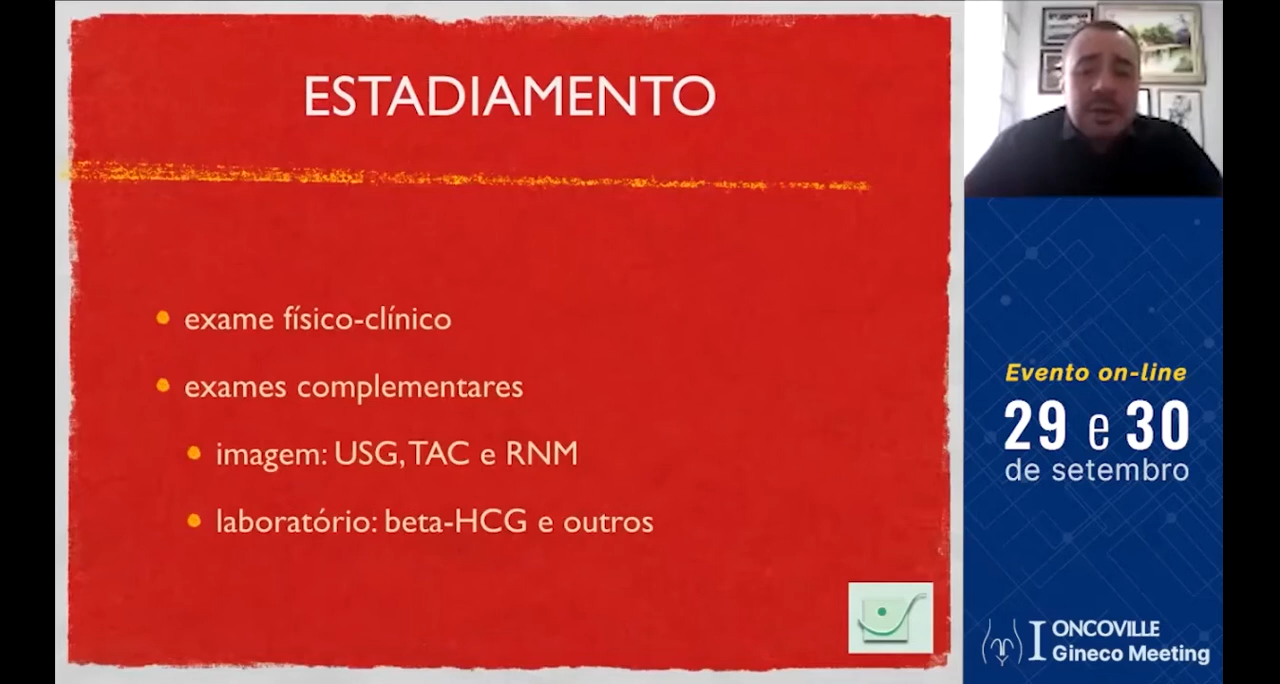 ESTADIAMENTO
exame físico-clínico
exames complementares
imagem: USG, TAC e RNM
laboratório: beta-HCG e outros
Evento on-line
29 e 30
de setembro
I ONCOVILLE
Gineco Meeting